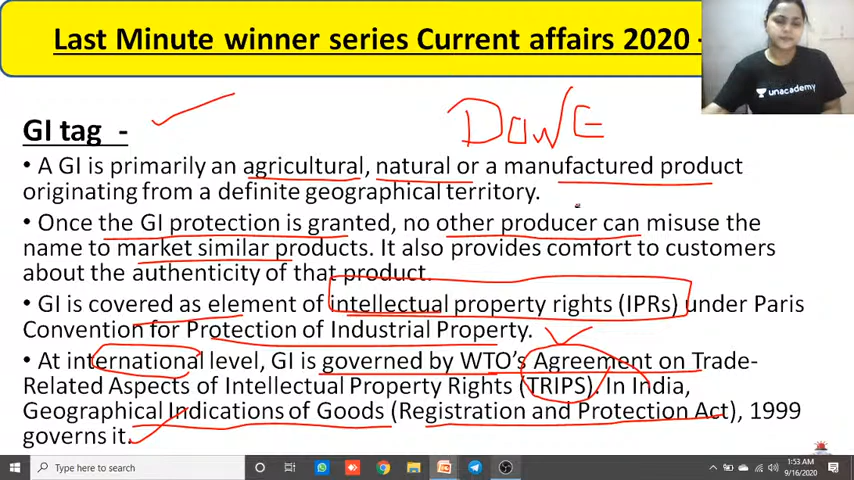 Last Minute winner series Current affairs 2020 -
unacademy
GI tag -
DOWE
• A GI is primarily an agricultural, natural or a manufactured product
originating from a definite geographical territory.
• Once the GI protection is granted, no other producer can misuse the
name to market similar products. It also provides comfort to customers
about the authenticity of that product.
• GI is covered as element of intellectual property rights (IPRs) under Paris
Convention for Protection of Industrial Property.
• At international level, GI is governed by WTO's Agreement on Trade-
Related Aspects of Intellectual Property Rights (TRIPS). In India,
Geographical Indications of Goods (Registration and Protection Act), 1999
governs it.
Type here to search
1:53 AM
9/16/2020